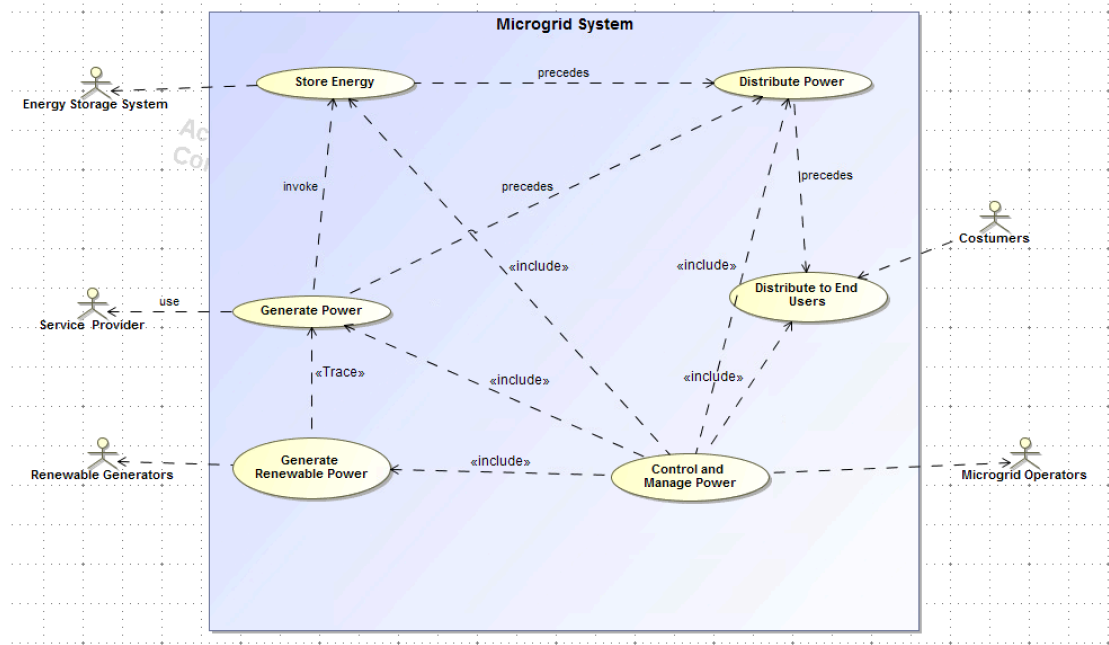 Microgrid System
Store Energy
precedes
Distribute Power
Energy Storage System
Ac
Co
invoke
precedes
precedes
Costumers
«include»
«include»
Distribute to End
Users
use
Generate Power
Service Provider
«Trace»
«include»
«include»
Generate
Renewable Power
«include»
Control and
Manage Power
Renewable Generators
Microgrid Operators